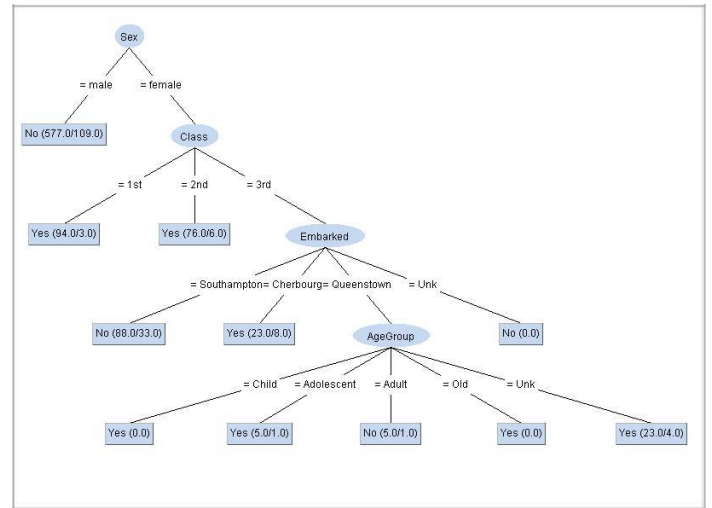 Sex
= male = female
No (577.0/109.0)
Class
= 1st = 2nd = 3rd
Yes (94.0/3.0) Yes (76.0/6.0)
Embarked
= Southampton = Cherbourg = Queenstown = Unk
No (88.0/33.0) Yes (23.0/8.0) No (0.0)
AgeGroup
= Child = Adolescent = Adult = Old = Unk
Yes (0.0) Yes (5.0/1.0) No (5.0/1.0) Yes (0.0) Yes (23.0/4.0)